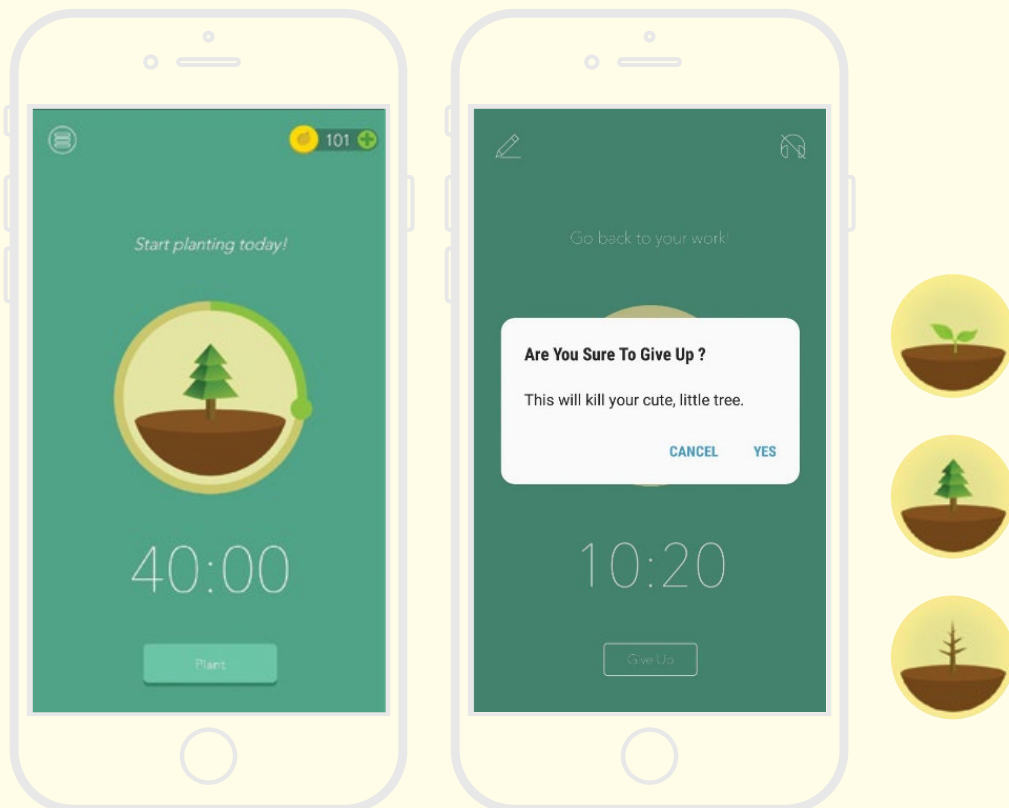 101
Start planting today!
40:00
Plant
Go back to your work!
Are You Sure To Give Up ?
This will kill your cute, little tree.
CANCEL YES
10:20
Give Up